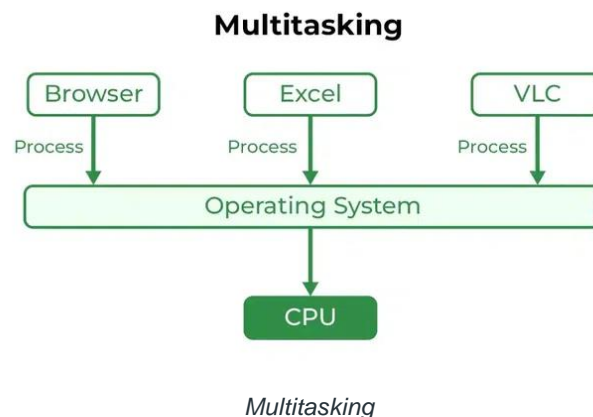 Multitasking
Browser Excel VLC
Process Process Process
Operating System
CPU
Multitasking